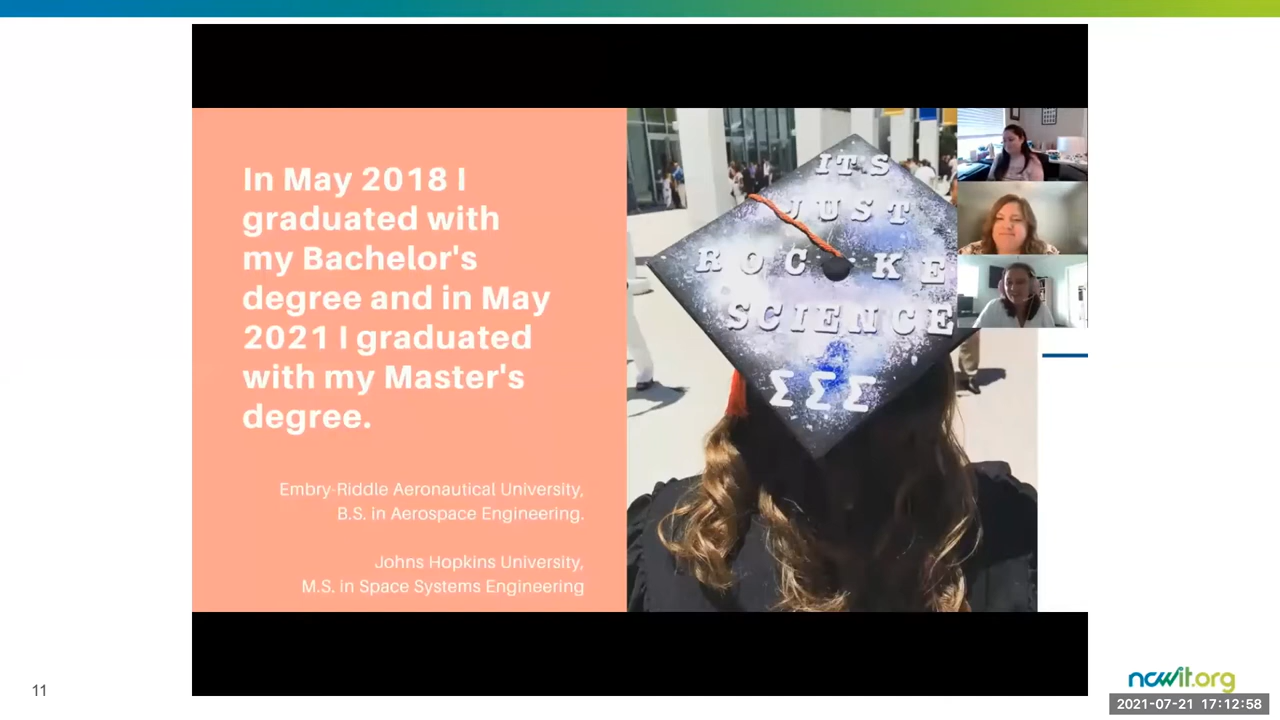 In May 2018 I
graduated with
my Bachelor's
degree and in May
2021 I graduated
with my Master's
degree.
Embry-Riddle Aeronautical University,
B.S. in Aerospace Engineering.
Johns Hopkins University,
M.S. in Space Systems Engineering
ITS
JUST
ROCKE
SCIENCE
ΣΣΣ
11
ncwit.org
2021-07-21 17:12:58